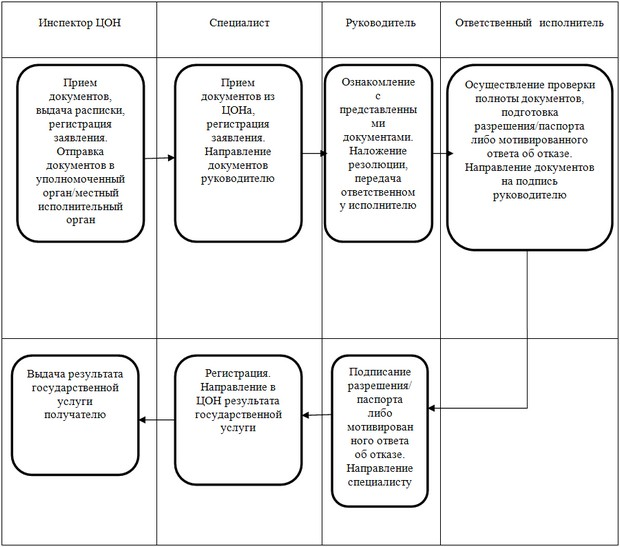 Инспектор ЦОН
Специалист
Руководитель
Ответственный исполнитель
Прием
документов,
выдача расписки,
регистрация
заявления.
Отправка
документов в
уполномоченный
орган/местный
исполнительный
орган
Прием
документов из
ЦОНа,
регистрация
заявления.
Направление
документов
руководителю
Ознакомление
с
представленны
ми
документами.
Наложение
резолюции,
передача
ответственном
у исполнителю
Осуществление проверки
полноты документов,
подготовка
разрешения/паспорта
либо мотивированного
ответа об отказе.
Направление документов
на подпись
руководителю
Выдача результата
государственной
услуги
получателю
Регистрация.
Направление в
ЦОН результата
государственной
услуги
Подписание
разрешения/
паспорта
либо
мотивирован
ного ответа
об отказе.
Направление
специалисту